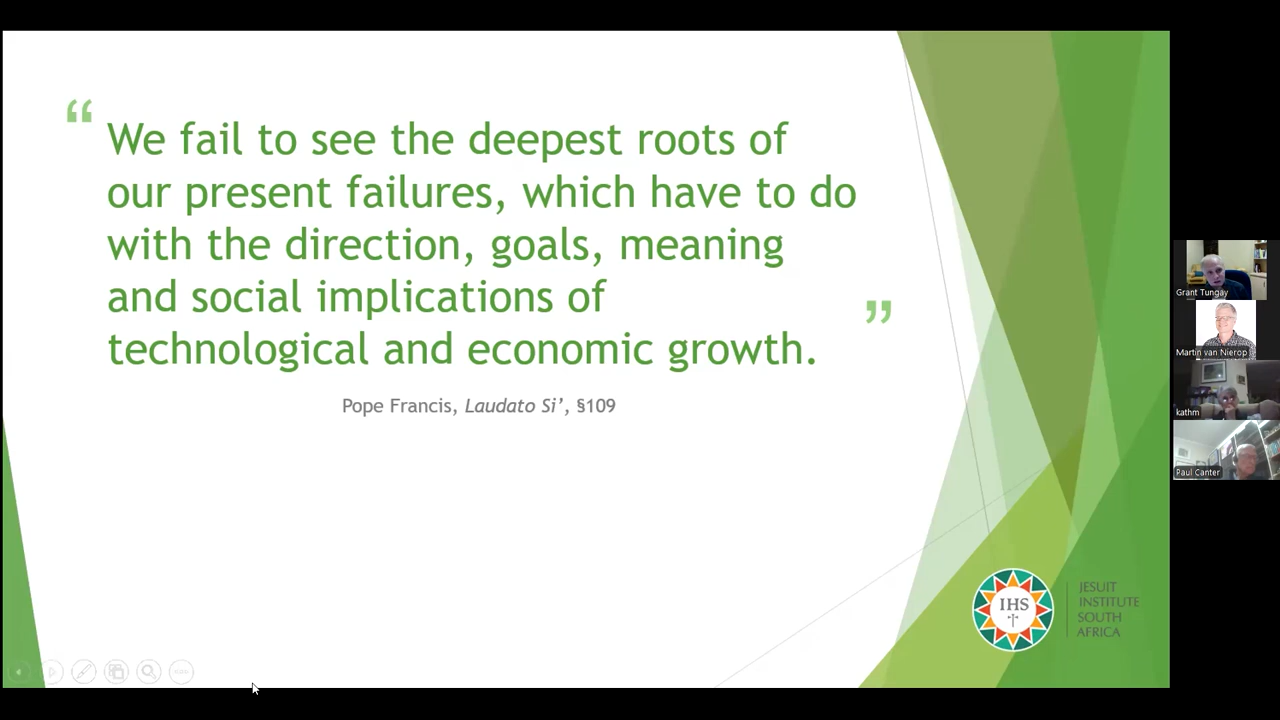 “
We fail to see the deepest roots of
our present failures, which have to do
with the direction, goals, meaning
and social implications of
technological and economic growth.
”
Pope Francis, Laudato Si’, §109
IHS
JESUIT
INSTITUTE
SOUTH
AFRICA
Grant Tungay
Martin van Nierop
kathm
Paul Canter